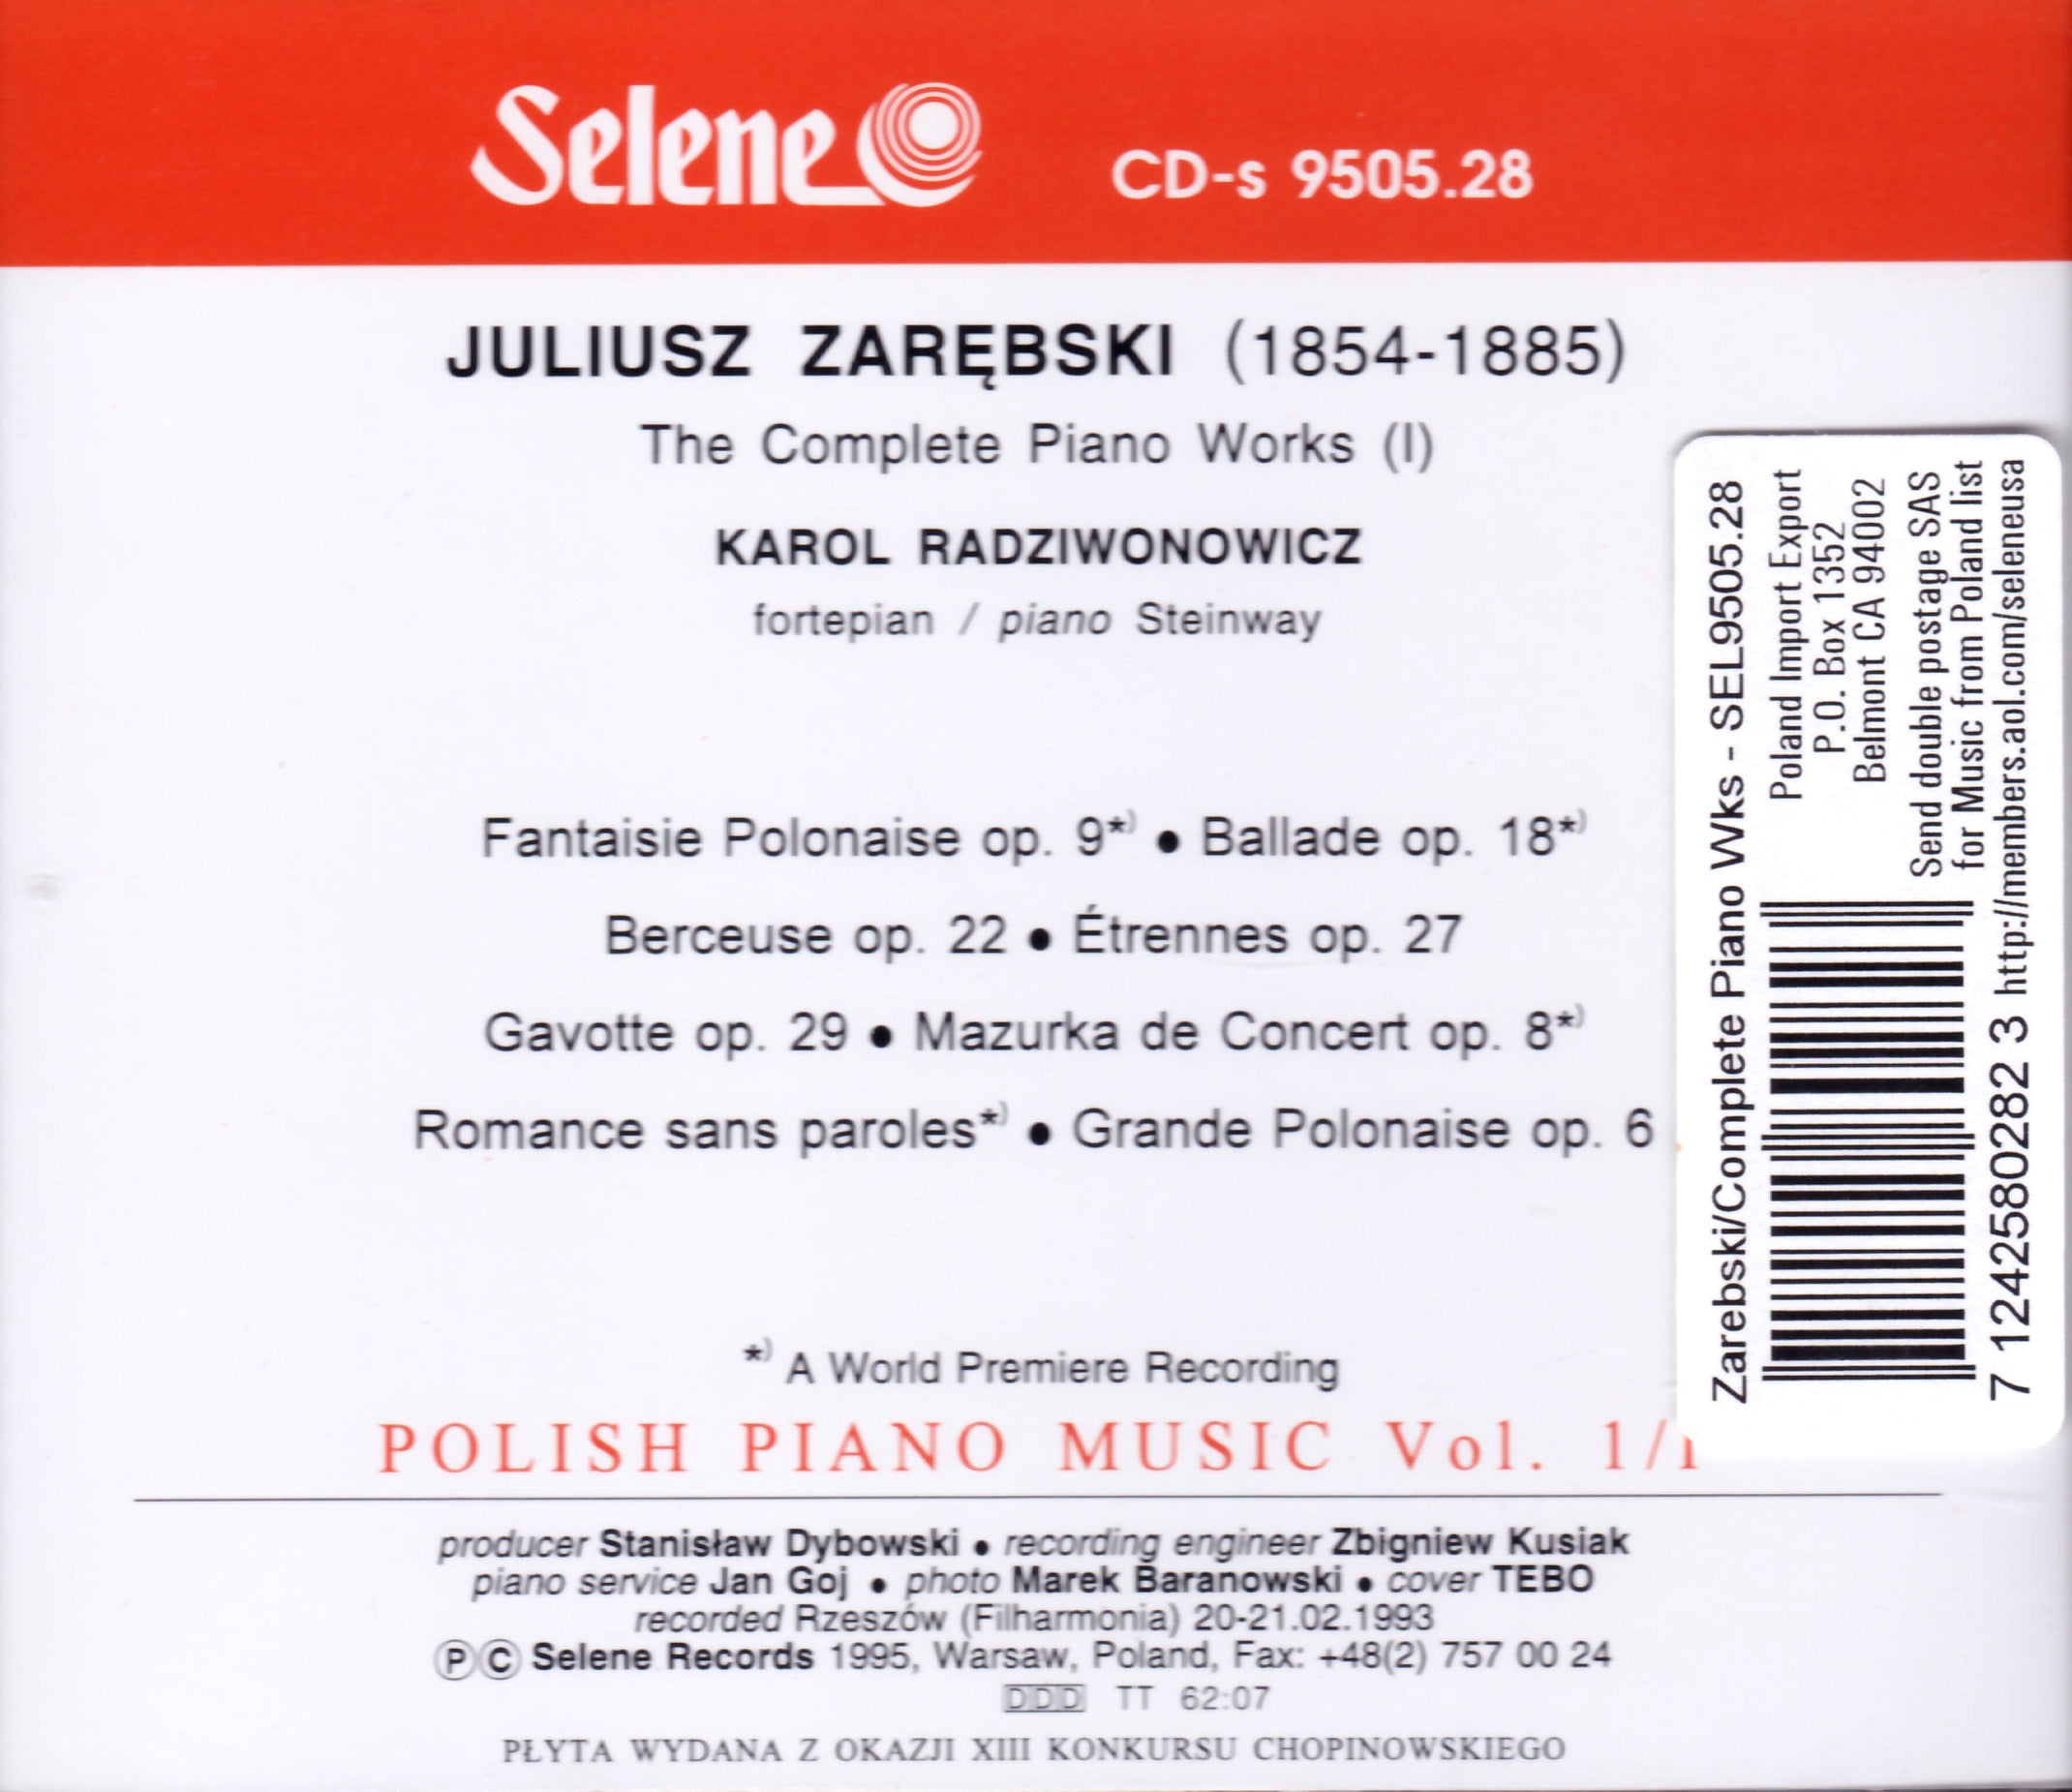 Selene
CD-s 9505.28
JULIUSZ ZARĘBSKI (1854-1885)
The Complete Piano Works (I)
KAROL RADZIWONOWICZ
fortepian / piano Steinway
Fantaisie Polonaise op. 9*) • Ballade op. 18*)
Berceuse op. 22 • Étrennes op. 27
Gavotte op. 29 • Mazurka de Concert op. 8*)
Romance sans paroles*) • Grande Polonaise op. 6
*) A World Premiere Recording
POLISH PIANO MUSIC Vol. 1/1
producer Stanisław Dybowski • recording engineer Zbigniew Kusiak
piano service Jan Goj • photo Marek Baranowski • cover TEBO
recorded Rzeszów (Filharmonia) 20-21.02.1993
Ⓟ Ⓒ Selene Records 1995, Warsaw, Poland, Fax: +48(2) 757 00 24
DDD TT 62:07
PŁYTA WYDANA Z OKAZJI XIII KONKURSU CHOPINOWSKIEGO
Zarebski/Complete Piano Wks - SEL9505.28
Poland Import Export
P.O. Box 1352
Belmont CA 94002
Send double postage SAS
for Music from Poland list
http://members.aol.com/seleneusa
7 1242580282 3